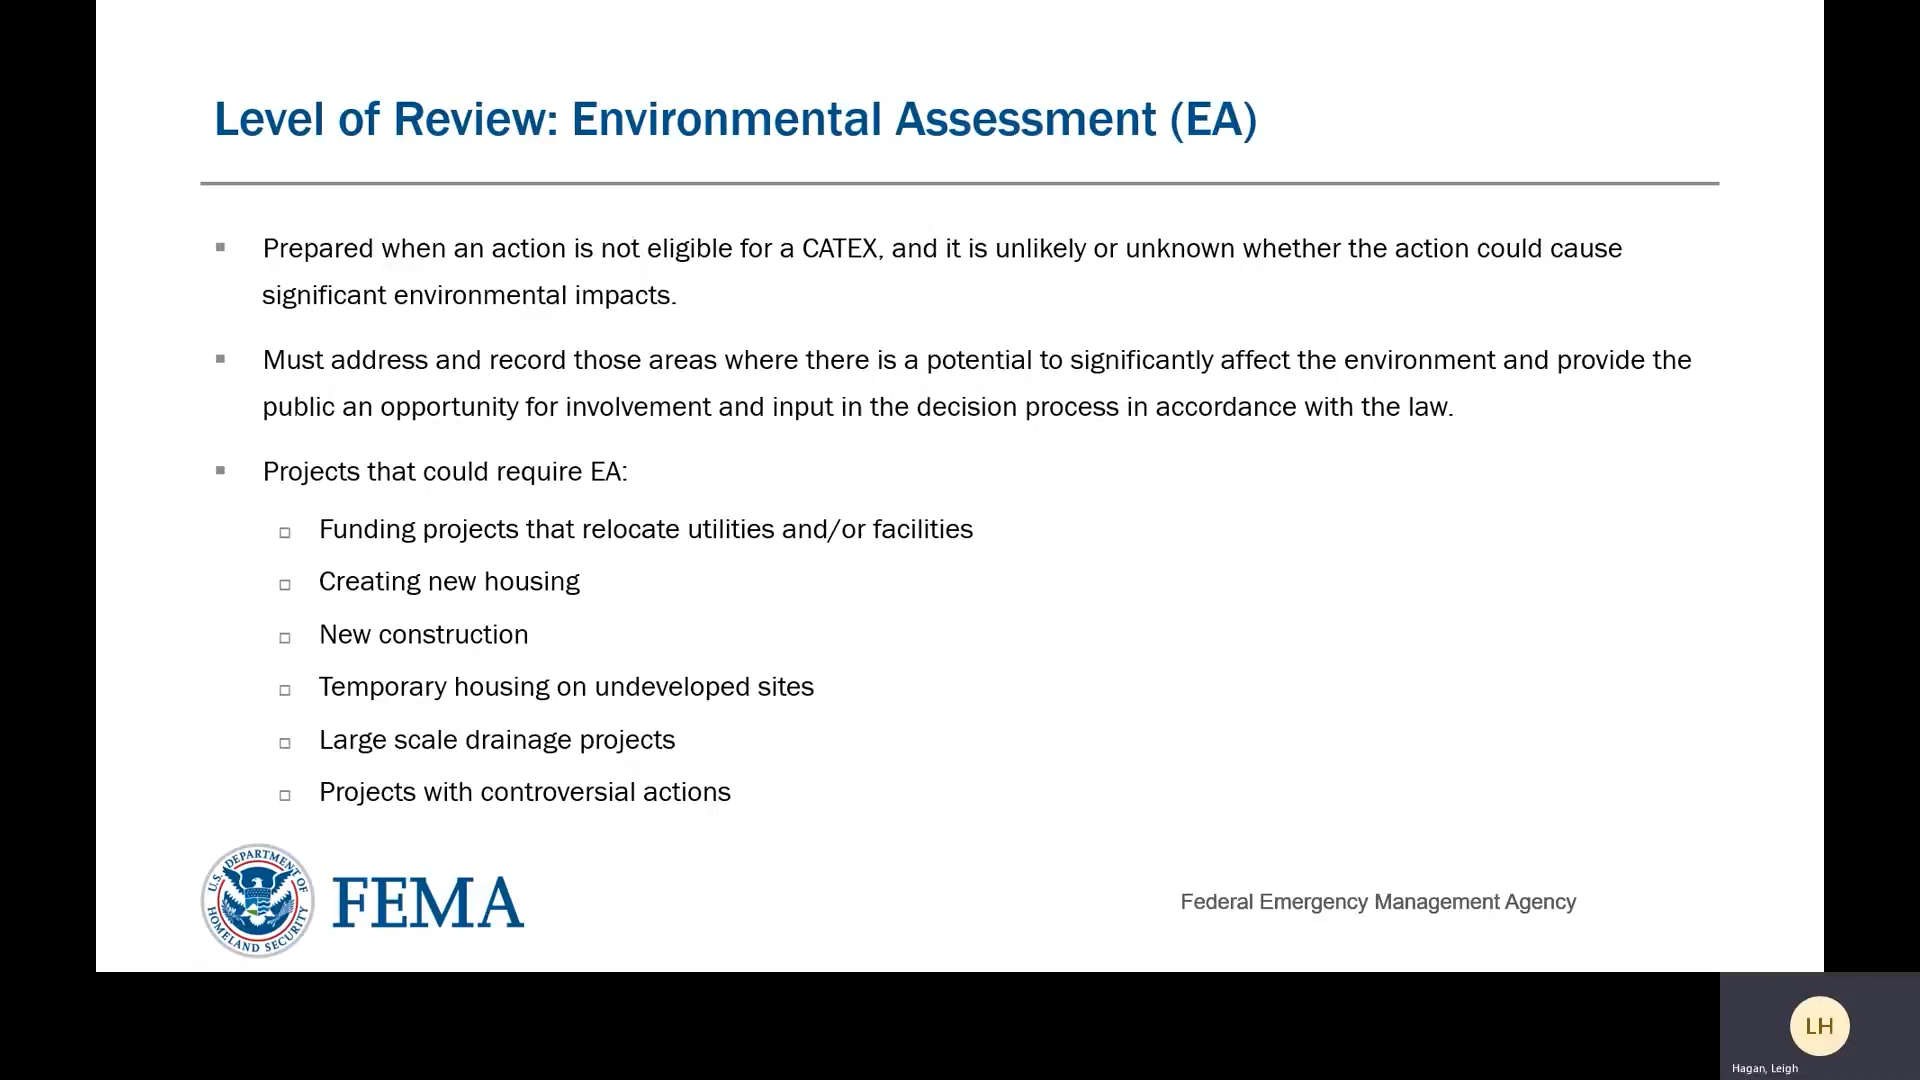 Level of Review: Environmental Assessment (EA)
Prepared when an action is not eligible for a CATEX, and it is unlikely or unknown whether the action could cause
significant environmental impacts.
Must address and record those areas where there is a potential to significantly affect the environment and provide the
public an opportunity for involvement and input in the decision process in accordance with the law.
Projects that could require EA:
Funding projects that relocate utilities and/or facilities
Creating new housing
New construction
Temporary housing on undeveloped sites
Large scale drainage projects
Projects with controversial actions
U.S. DEPARTMENT OF
HOMELAND SECURITY
FEMA
Federal Emergency Management Agency
LH
Hagan, Leigh